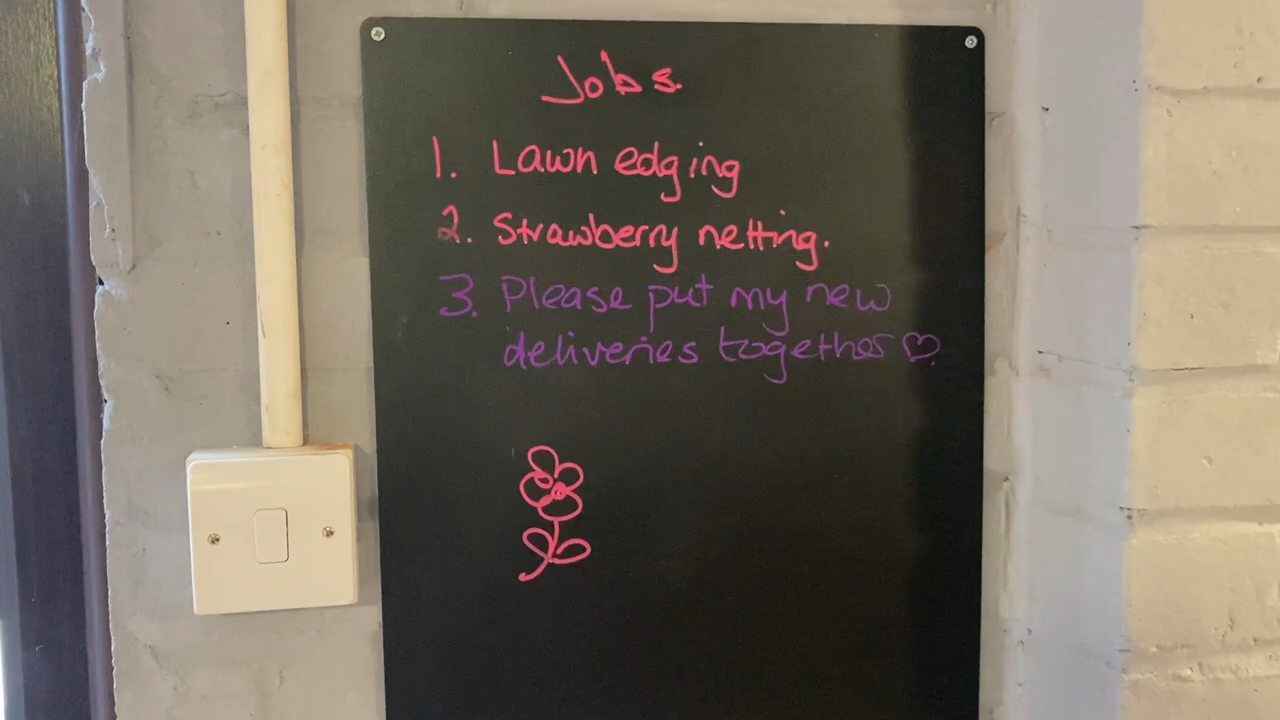 Jobs.
1. Lawn edging
2. Strawberry netting.
3. Please put my new
deliveries together ♡.